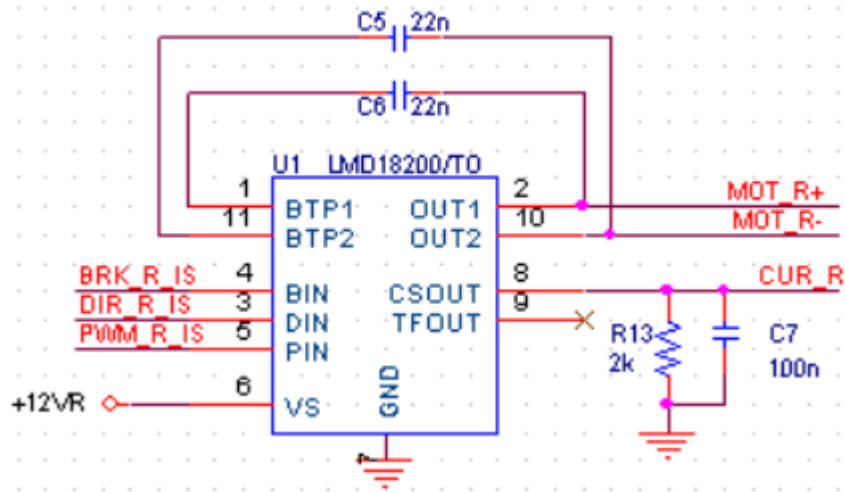 C5 22n
C6 22n
U1 LMD18200/TO
1 BTP1 OUT1 2 MOT_R+
11 BTP2 OUT2 10 MOT_R-
BRK_R_IS 4 BIN CSOUT 8 CUR_R
DIR_R_IS 3 DIN TFOUT 9
PWM_R_IS 5 PIN
R13 C7
2k 100n
+12VR 6 VS GND